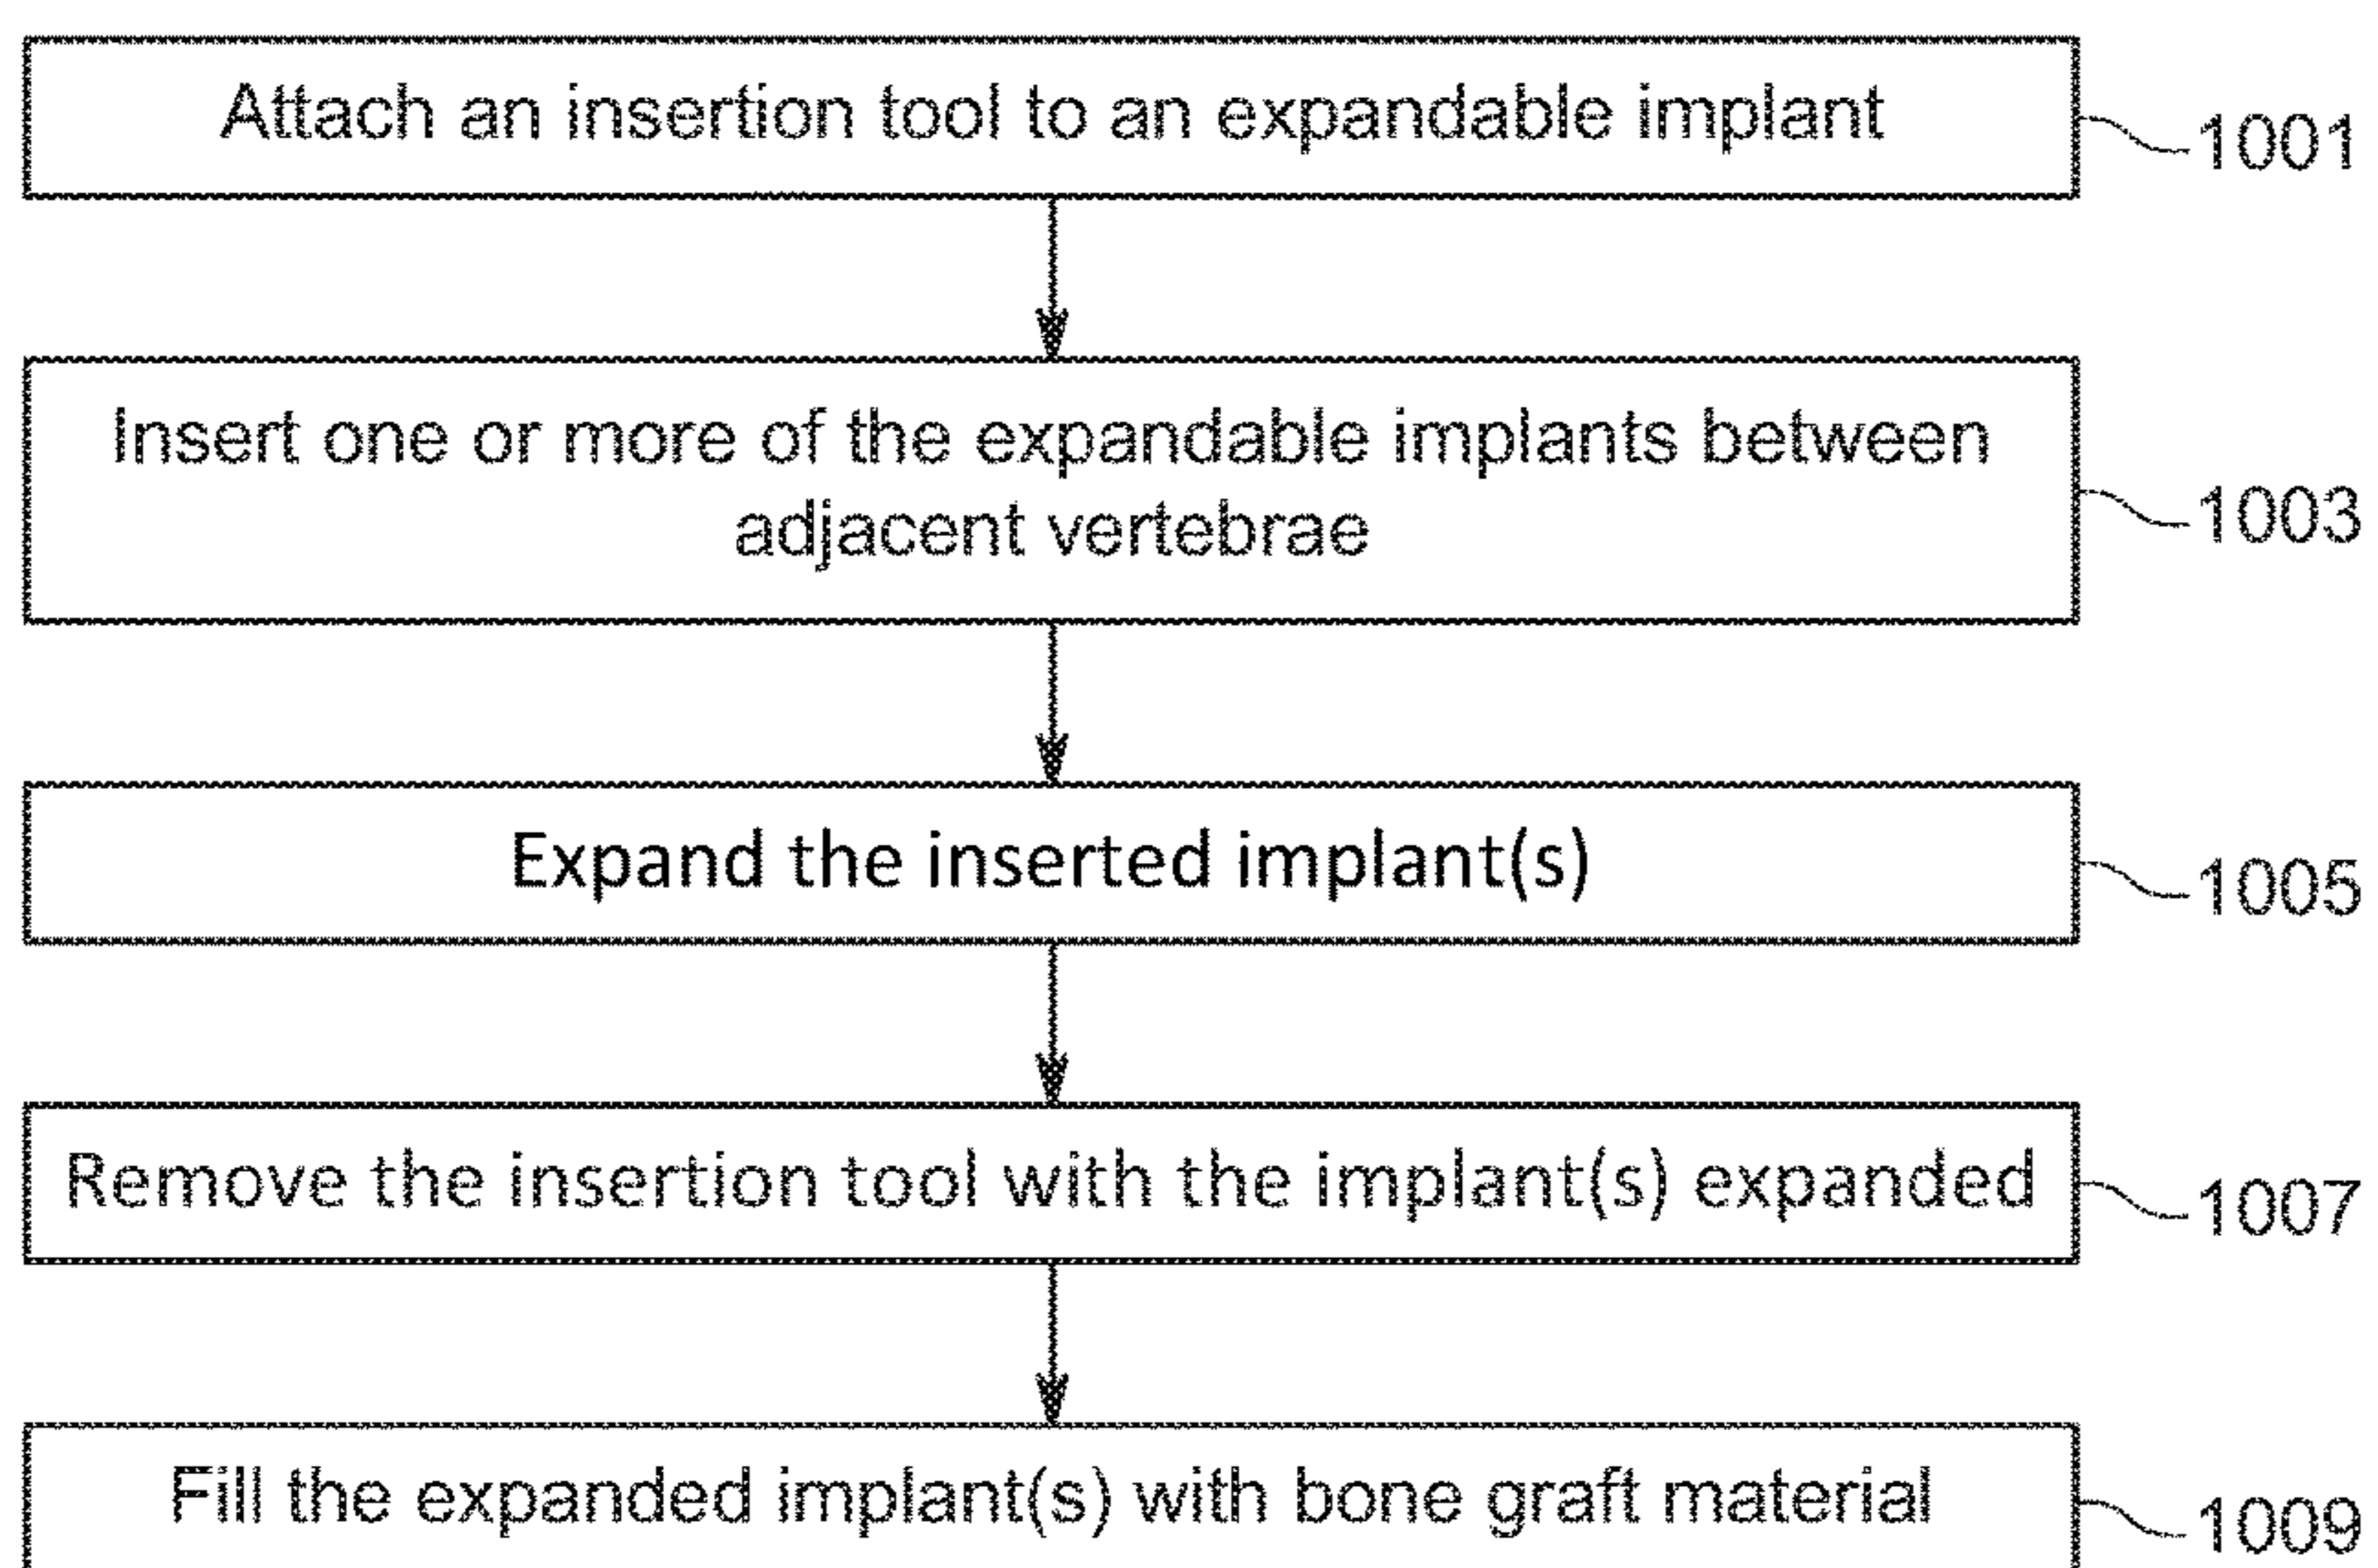 Attach an insertion tool to an expandable implant
1001
Insert one or more of the expandable implants between
adjacent vertebrae
1003
Expand the inserted implant(s)
1005
Remove the insertion tool with the implant(s) expanded
1007
Fill the expanded implant(s) with bone graft material
1009